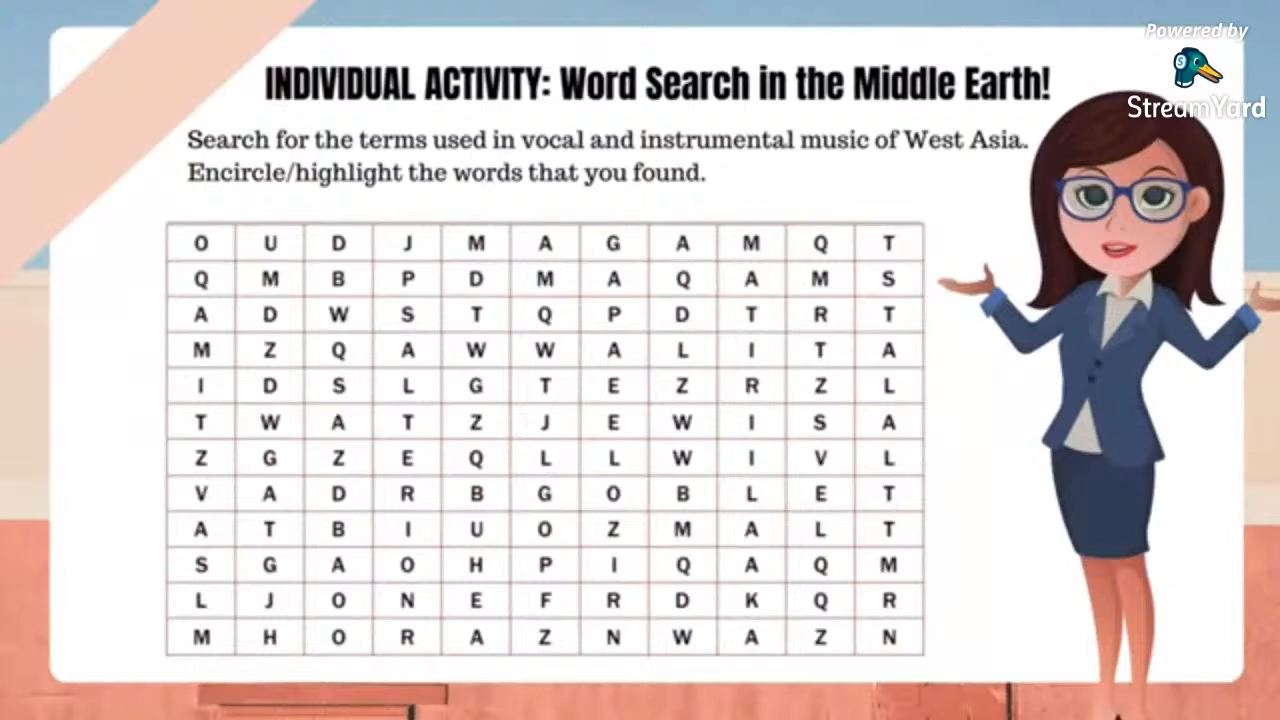 Powered by
StreamYard
INDIVIDUAL ACTIVITY: Word Search in the Middle Earth!
Search for the terms used in vocal and instrumental music of West Asia.
Encircle/highlight the words that you found.
O U D J M A G A M Q T
Q M B P D M A Q A M S
A D W S T Q P D T R T
M Z Q A W W A L I T A
I D S L G T E Z R Z L
T W A T Z J E W I S A
Z G Z E Q L L W I V L
V A D R B G O B L E T
A T B I U O Z M A L T
S G A O H P I Q A Q M
L J O N E F R D K Q R
M H O R A Z N W A Z N